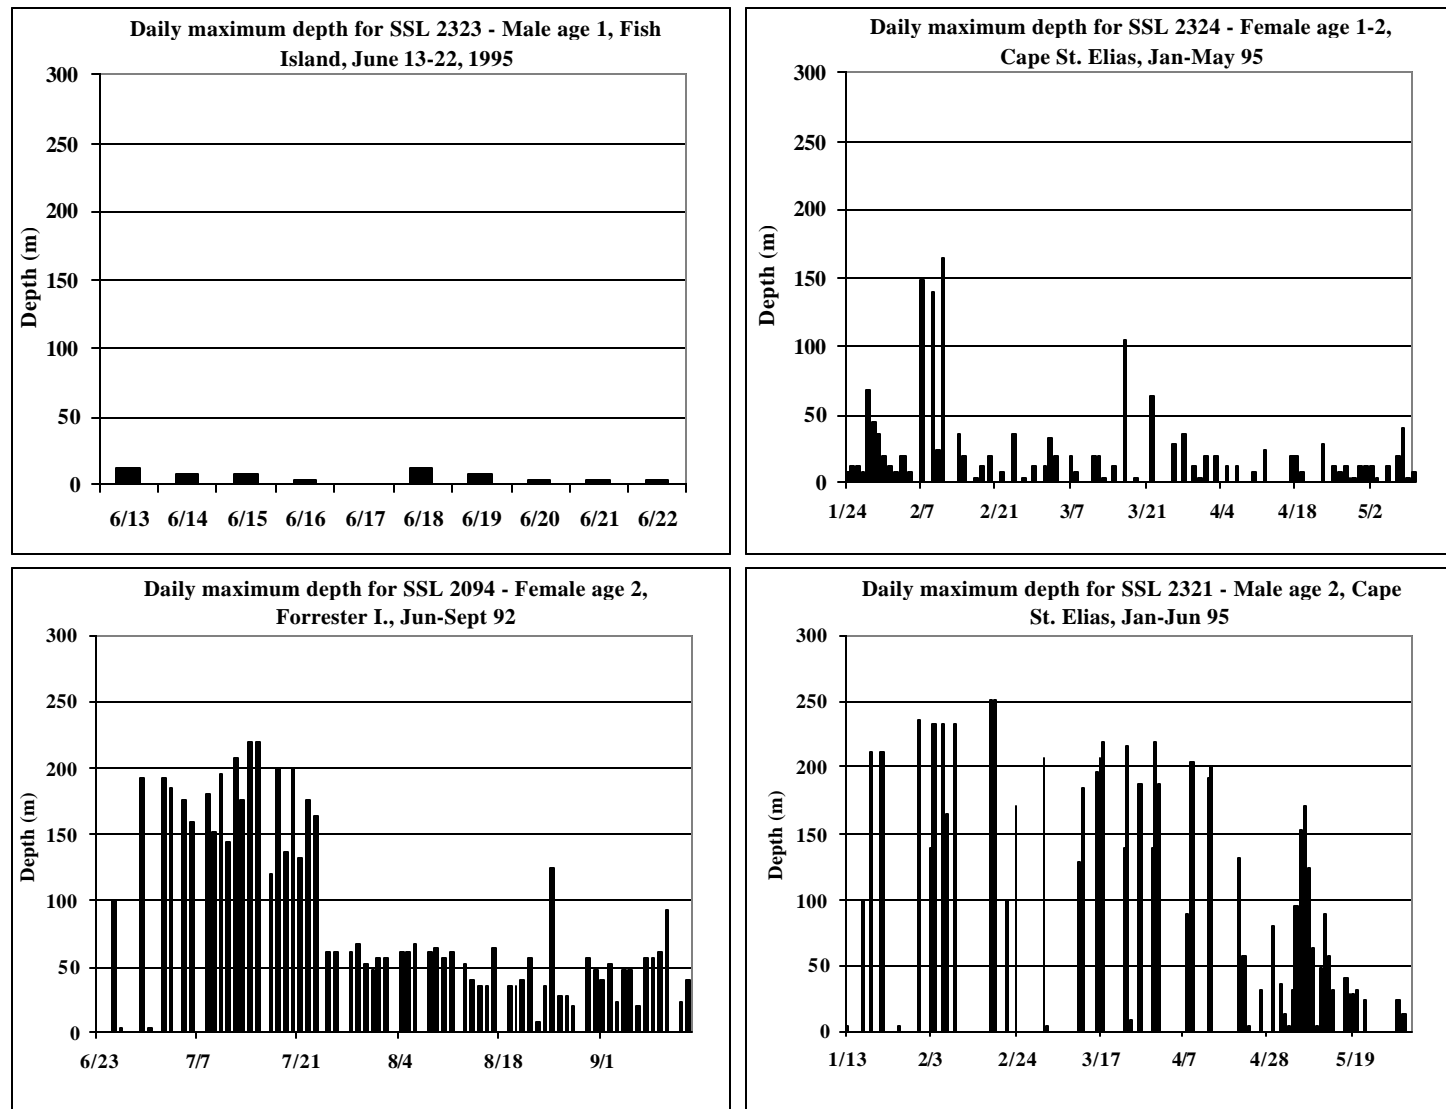 Daily maximum depth for SSL 2323 - Male age 1, Fish
Island, June 13-22, 1995
300
250
200
150
100
50
0
Depth (m)
6/13 6/14 6/15 6/16 6/17 6/18 6/19 6/20 6/21 6/22
Daily maximum depth for SSL 2324 - Female age 1-2,
Cape St. Elias, Jan-May 95
300
250
200
150
100
50
0
Depth (m)
1/24 2/7 2/21 3/7 3/21 4/4 4/18 5/2
Daily maximum depth for SSL 2094 - Female age 2,
Forrester I., Jun-Sept 92
300
250
200
150
100
50
0
Depth (m)
6/23 7/7 7/21 8/4 8/18 9/1
Daily maximum depth for SSL 2321 - Male age 2, Cape
St. Elias, Jan-Jun 95
300
250
200
150
100
50
0
Depth (m)
1/13 2/3 2/24 3/17 4/7 4/28 5/19